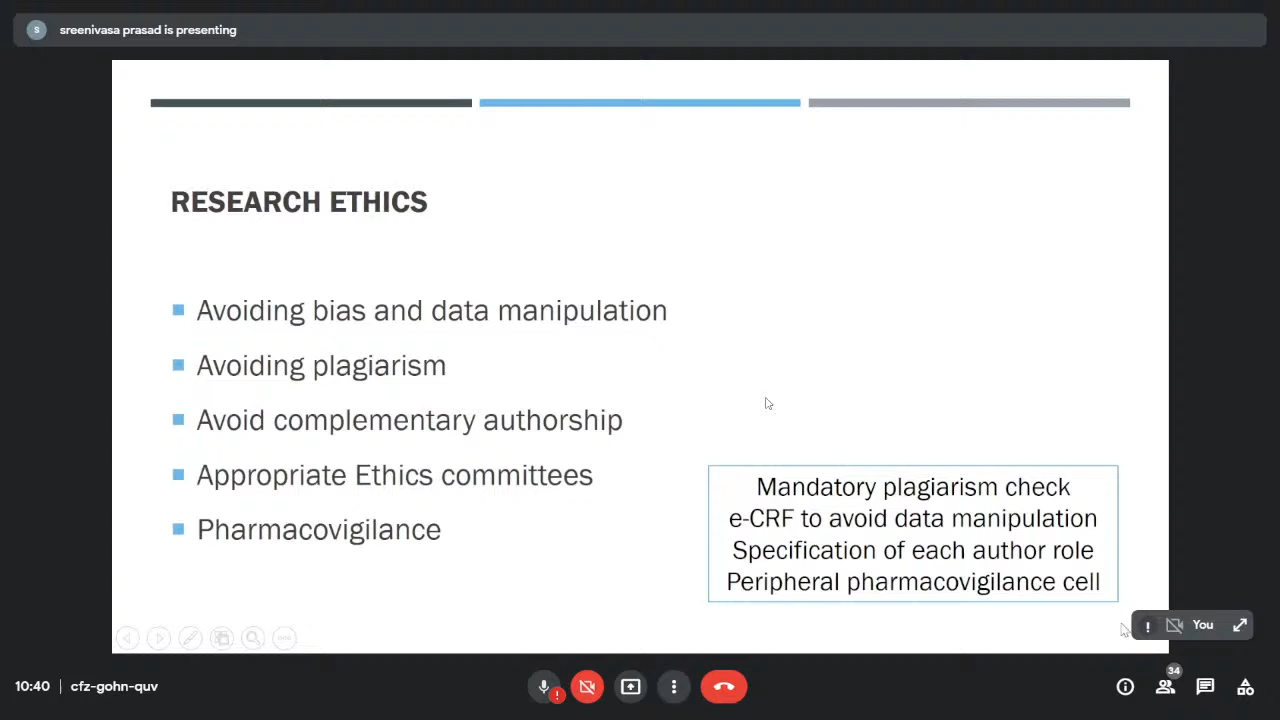 S
sreenivasa prasad is presenting
RESEARCH ETHICS
Avoiding bias and data manipulation
Avoiding plagiarism
Avoid complementary authorship
Appropriate Ethics committees
Pharmacovigilance
Mandatory plagiarism check
e-CRF to avoid data manipulation
Specification of each author role
Peripheral pharmacovigilance cell
You
10:40 | cfz-gohn-quv
34